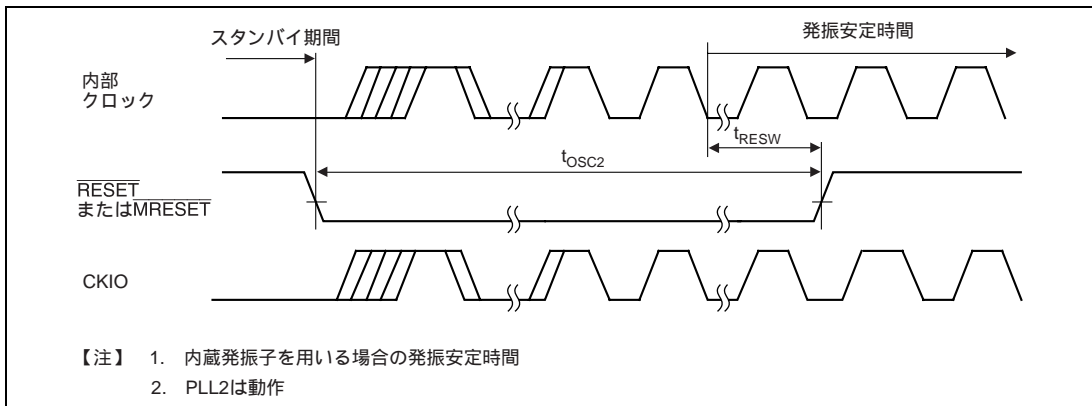 スタンバイ期間
発振安定時間
内部
クロック
tRESW
tOSC2
RESET
またはMRESET
CKIO
【注】 1. 内蔵発振子を用いる場合の発振安定時間
2. PLL2は動作